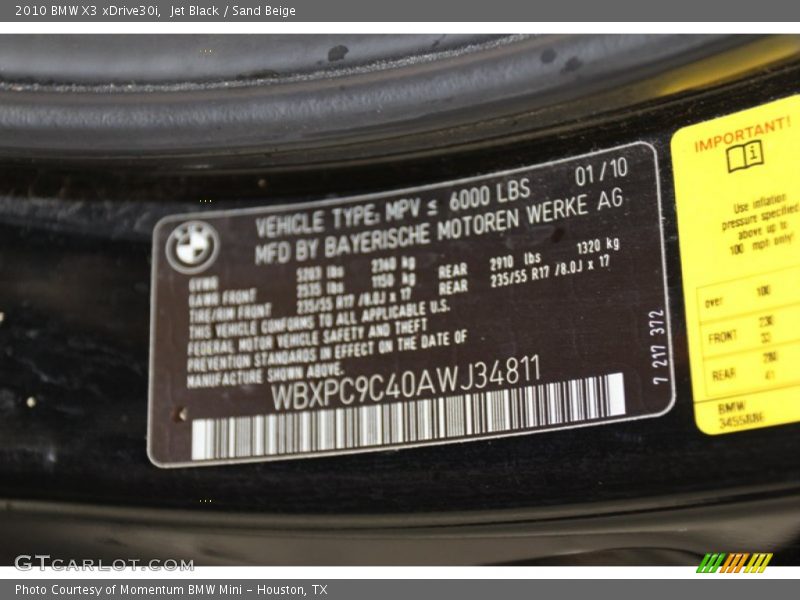 2010 BMW X3 xDrive30i,  Jet Black / Sand Beige
VEHICLE TYPE: MPV ≤ 6000 LBS 01/10
MFD BY BAYERISCHE MOTOREN WERKE AG
GVWR lbs 2360 kg
GAWR FRONT 2535 lbs 1150 kg REAR 2910 lbs 1320 kg
TIRE/RIM FRONT 235/55 R17 /8.0J x 17 REAR 235/55 R17 /8.0J x 17
THIS VEHICLE CONFORMS TO ALL APPLICABLE U.S.
FEDERAL MOTOR VEHICLE SAFETY AND THEFT
PREVENTION STANDARDS IN EFFECT ON THE DATE OF
MANUFACTURE SHOWN ABOVE.
WBXPC9C40AWJ34811
7 217 372
IMPORTANT!
Use inflation
pressure specified
above up to
100 mph only!
over 100
FRONT 230
33
REAR 280
41
BMW
GTCARLOT.COM
Photo Courtesy of Momentum BMW Mini - Houston, TX